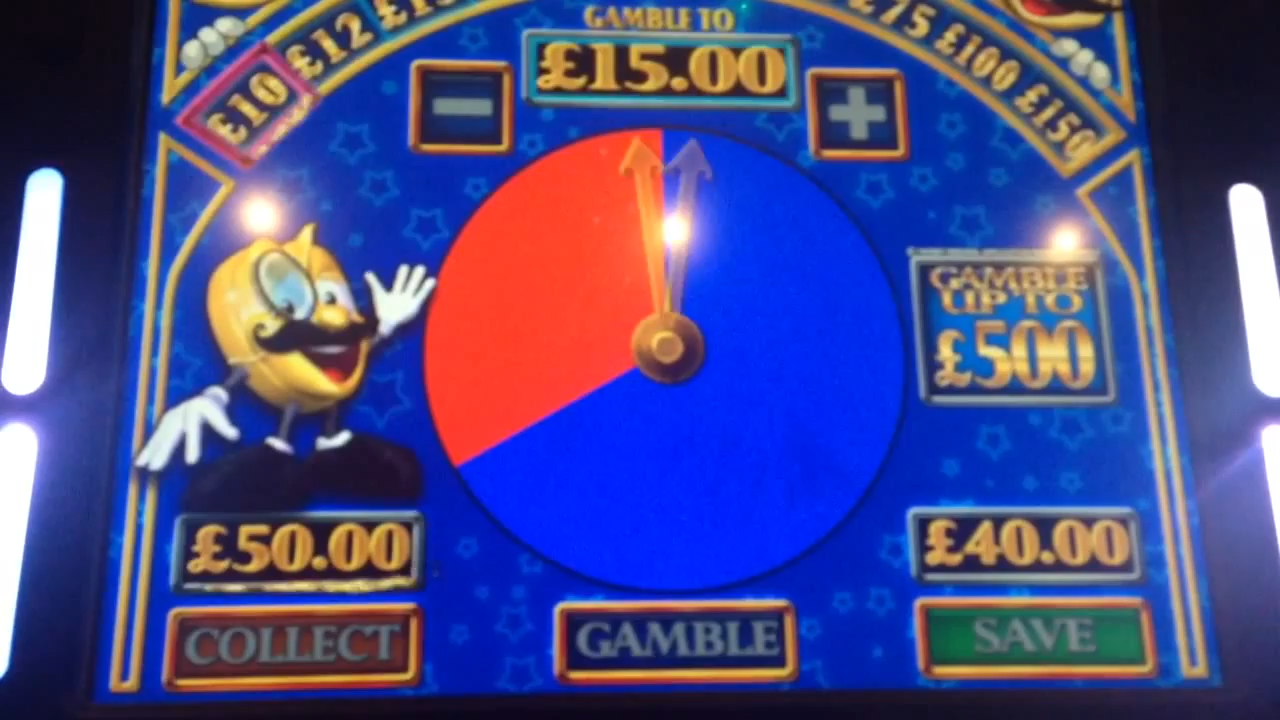 GAMBLE TO
£15.00
£10 £12
£75 £100 £150
−
+
GAMBLE
UP TO
£500
£50.00
£40.00
COLLECT
GAMBLE
SAVE